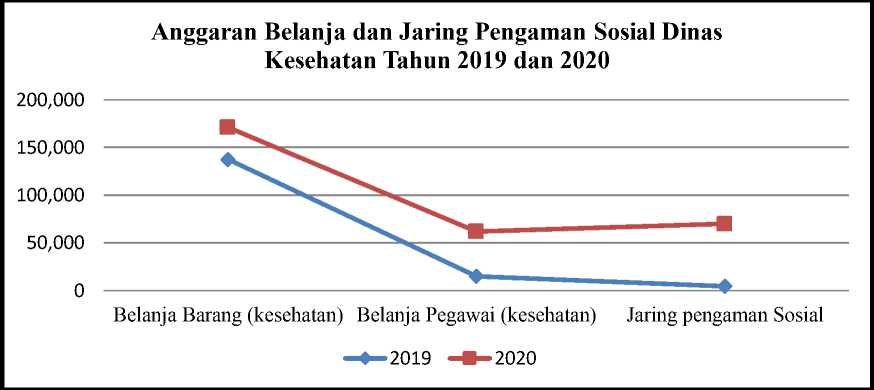 Anggaran Belanja dan Jaring Pengaman Sosial Dinas
Kesehatan Tahun 2019 dan 2020
200,000
150,000
100,000
50,000
0
Belanja Barang (kesehatan) Belanja Pegawai (kesehatan) Jaring pengaman Sosial
2019 2020